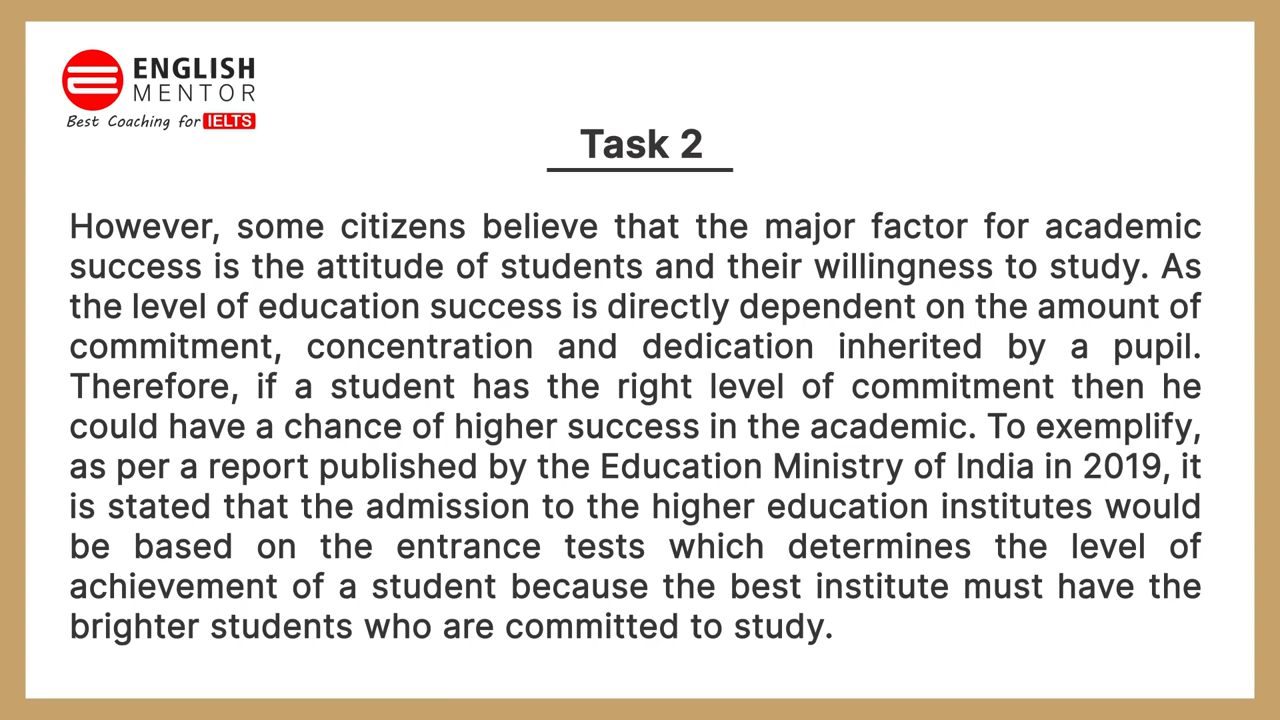 ENGLISH
MENTOR
Best Coaching for IELTS
Task 2
However, some citizens believe that the major factor for academic
success is the attitude of students and their willingness to study. As
the level of education success is directly dependent on the amount of
commitment, concentration and dedication inherited by a pupil.
Therefore, if a student has the right level of commitment then he
could have a chance of higher success in the academic. To exemplify,
as per a report published by the Education Ministry of India in 2019, it
is stated that the admission to the higher education institutes would
be based on the entrance tests which determines the level of
achievement of a student because the best institute must have the
brighter students who are committed to study.